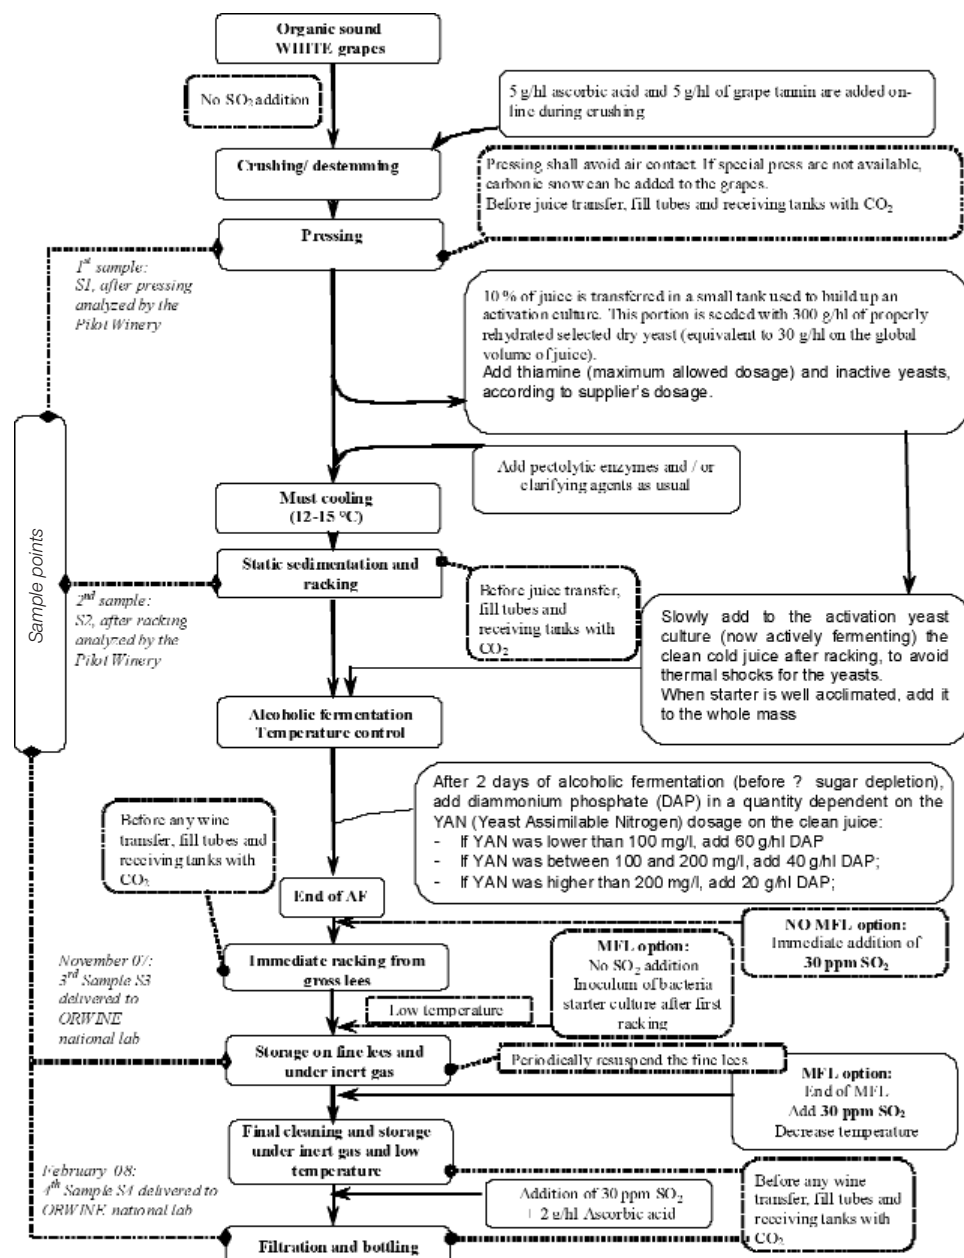 Organic sound
WHITE grapes
No SO2 addition
5 g/hl ascorbic acid and 5 g/hl of grape tannin are added on-
line during crushing
Crushing/ destemming
Pressing shall avoid air contact. If special press are not available,
carbonic snow can be added to the grapes.
Before juice transfer, fill tubes and receiving tanks with CO2
Pressing
1st sample:
S1, after pressing
analyzed by the
Pilot Winery
10 % of juice is transferred in a small tank used to build up an
activation culture. This portion is seeded with 300 g/hl of properly
rehydrated selected dry yeast (equivalent to 30 g/hl on the global
volume of juice).
Add thiamine (maximum allowed dosage) and inactive yeasts,
according to supplier's dosage.
Add pectolytic enzymes and / or
clarifying agents as usual
Must cooling
(12-15 °C)
Sample points
Static sedimentation and
racking
2nd sample:
S2, after racking
analyzed by the
Pilot Winery
Before juice transfer,
fill tubes and
receiving tanks with
CO2
Slowly add to the activation yeast
culture (now actively fermenting) the
clean cold juice after racking, to avoid
thermal shocks for the yeasts.
When starter is well acclimated, add it
to the whole mass
Alcoholic fermentation
Temperature control
After 2 days of alcoholic fermentation (before ? sugar depletion),
add diammonium phosphate (DAP) in a quantity dependent on the
YAN (Yeast Assimilable Nitrogen) dosage on the clean juice:
- If YAN was lower than 100 mg/l, add 60 g/hl DAP
- If YAN was between 100 and 200 mg/l, add 40 g/hl DAP;
- If YAN was higher than 200 mg/l, add 20 g/hl DAP;
Before any wine
transfer, fill tubes and
receiving tanks with
CO2
End of AF
NO MFL option:
Immediate addition of
30 ppm SO2
MFL option:
No SO2 addition
Inoculum of bacteria
starter culture after first
racking
Immediate racking from
gross lees
November 07:
3rd Sample S3
delivered to
ORWINE
national lab
Low temperature
Storage on fine lees and
under inert gas
Periodically resuspend the fine lees
MFL option:
End of MFL
Add 30 ppm SO2
Decrease temperature
Final cleaning and storage
under inert gas and low
temperature
February 08:
4th Sample S4 delivered to
ORWINE national lab
Addition of 30 ppm SO2
+ 2 g/hl Ascorbic acid
Before any wine
transfer, fill tubes and
receiving tanks with
CO2
Filtration and bottling